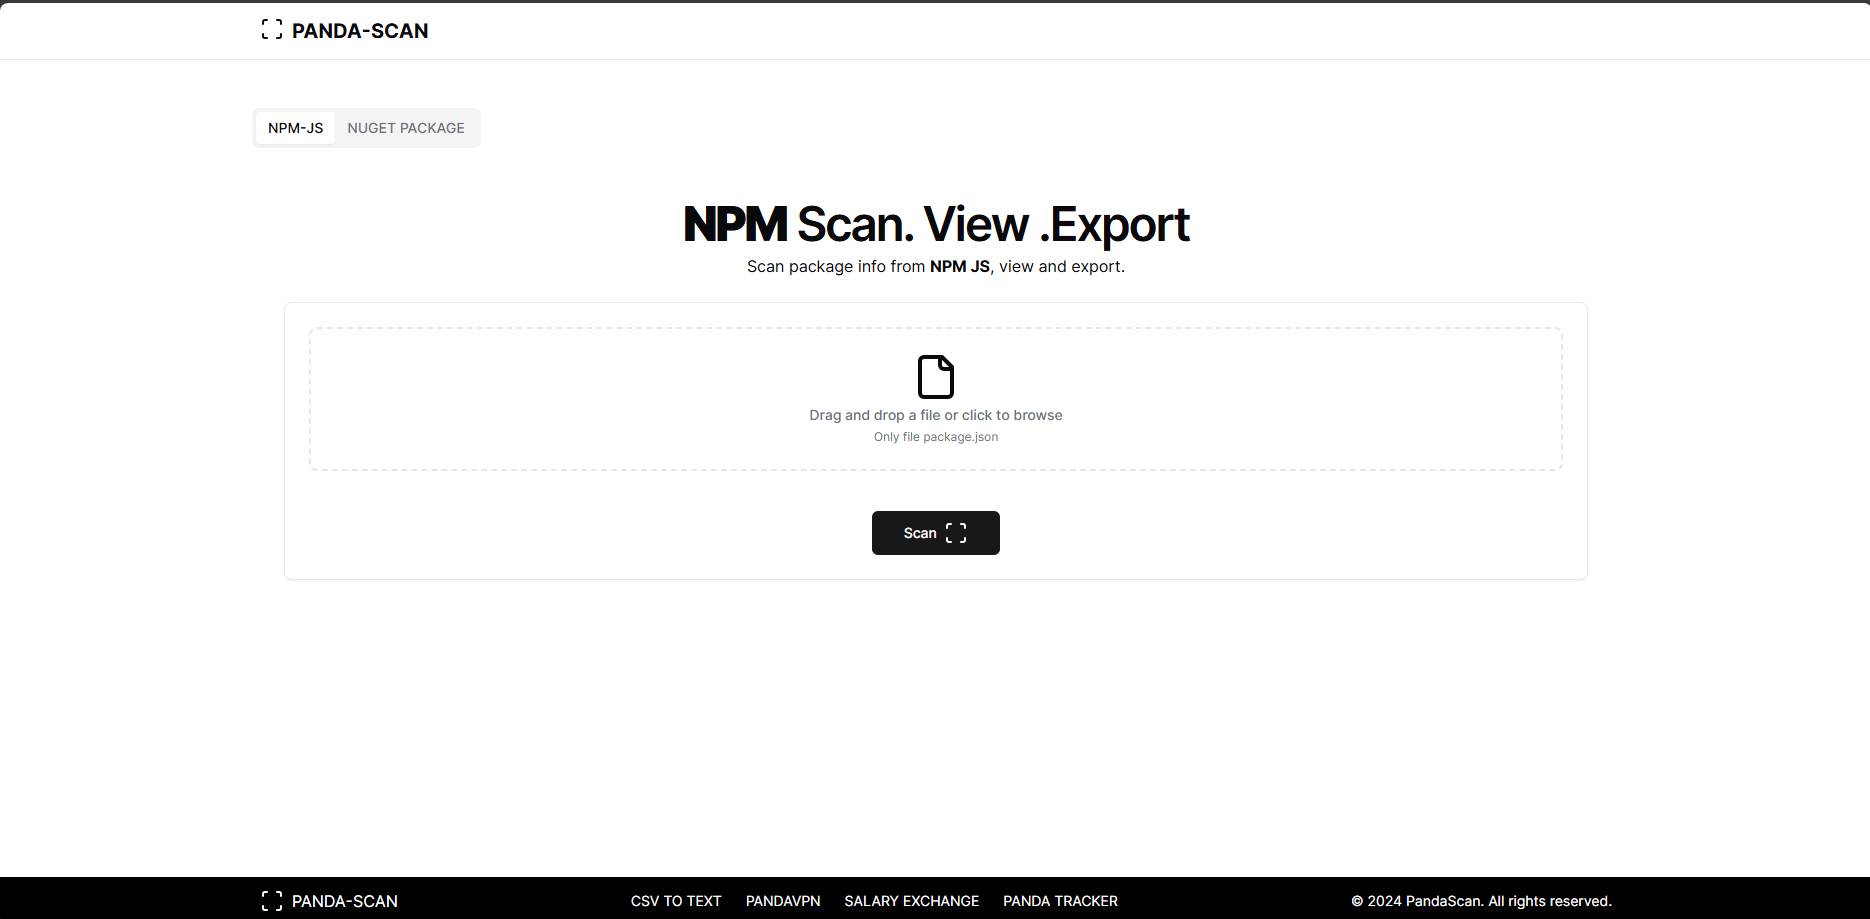 PANDA-SCAN
NPM-JS NUGET PACKAGE
NPM Scan. View .Export
Scan package info from NPM JS, view and export.
Drag and drop a file or click to browse
Only file package.json
Scan
PANDA-SCAN CSV TO TEXT PANDAVPN SALARY EXCHANGE PANDA TRACKER © 2024 PandaScan. All rights reserved.